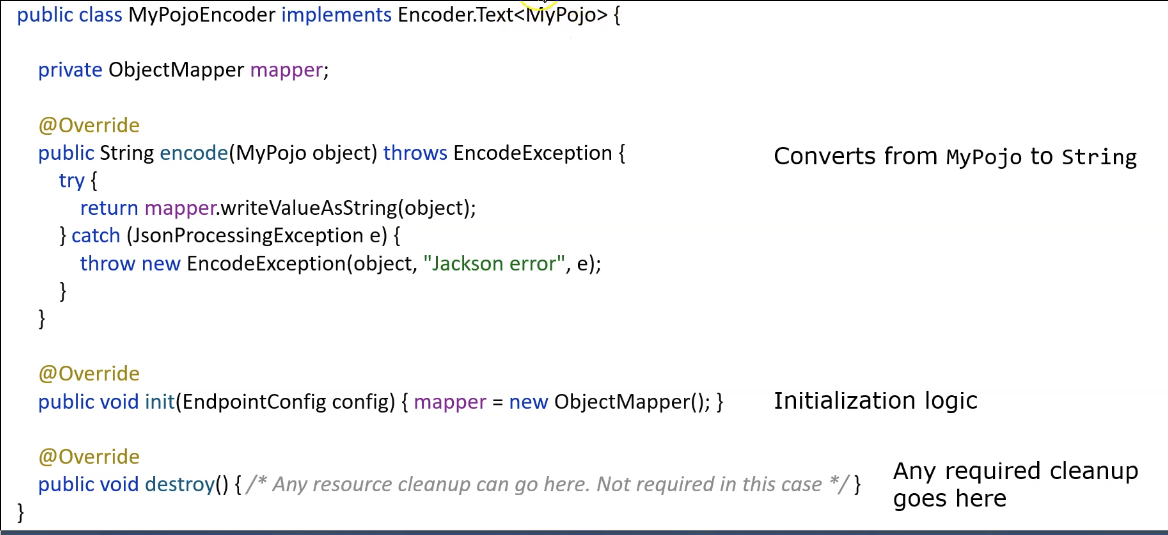 public class MyPojoEncoder implements Encoder.Text<MyPojo> {
private ObjectMapper mapper;
@Override
public String encode(MyPojo object) throws EncodeException {
Converts from MyPojo to String
try {
return mapper.writeValueAsString(object);
} catch (JsonProcessingException e) {
throw new EncodeException(object, "Jackson error", e);
}
}
@Override
public void init(EndpointConfig config) { mapper = new ObjectMapper(); }
Initialization logic
@Override
public void destroy() { /* Any resource cleanup can go here. Not required in this case */ }
Any required cleanup
goes here
}